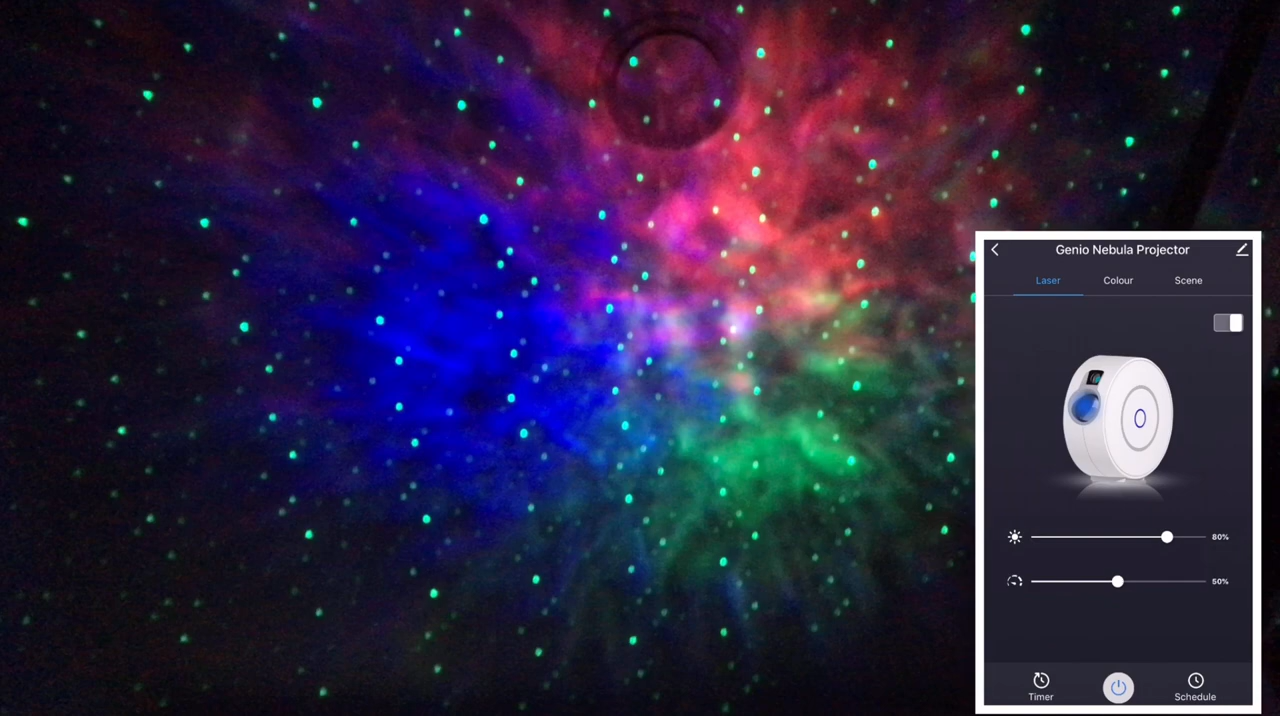 Genio Nebula Projector
Laser Colour Scene
80%
50%
Timer Schedule